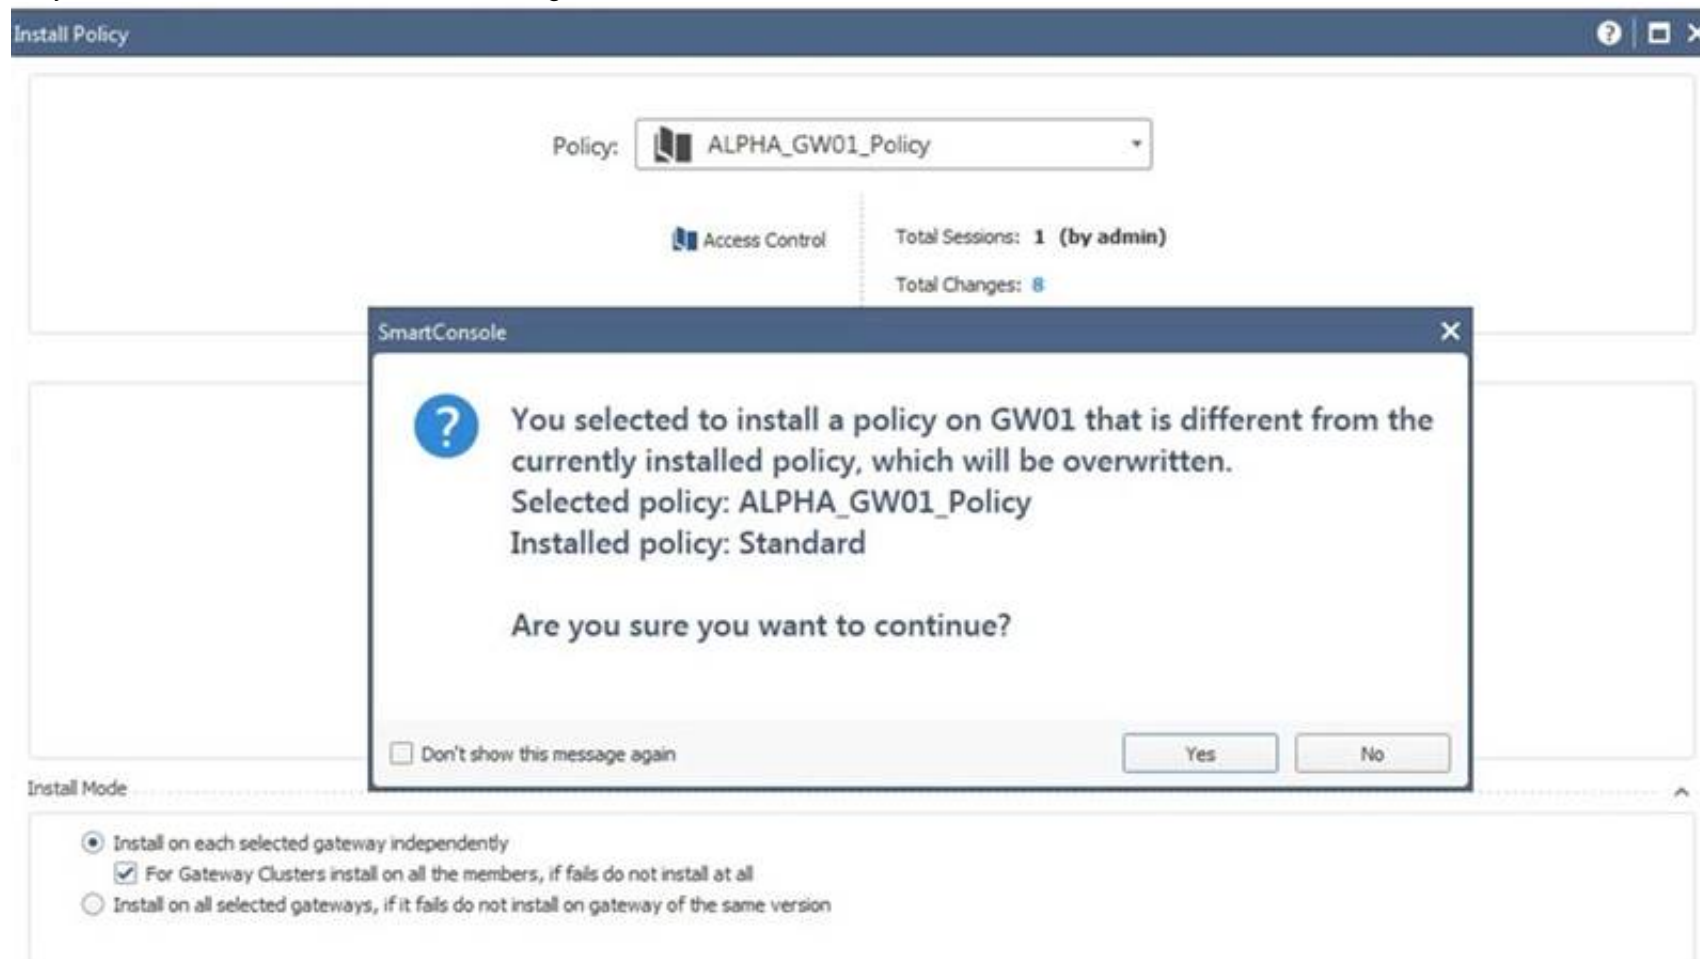 Install Policy
Policy: ALPHA_GW01_Policy
Access Control
Total Sessions: 1 (by admin)
Total Changes: 8
SmartConsole
You selected to install a policy on GW01 that is different from the
currently installed policy, which will be overwritten.
Selected policy: ALPHA_GW01_Policy
Installed policy: Standard
Are you sure you want to continue?
Don't show this message again
Yes
No
Install Mode
Install on each selected gateway independently
For Gateway Clusters install on all the members, if fails do not install at all
Install on all selected gateways, if it fails do not install on gateway of the same version